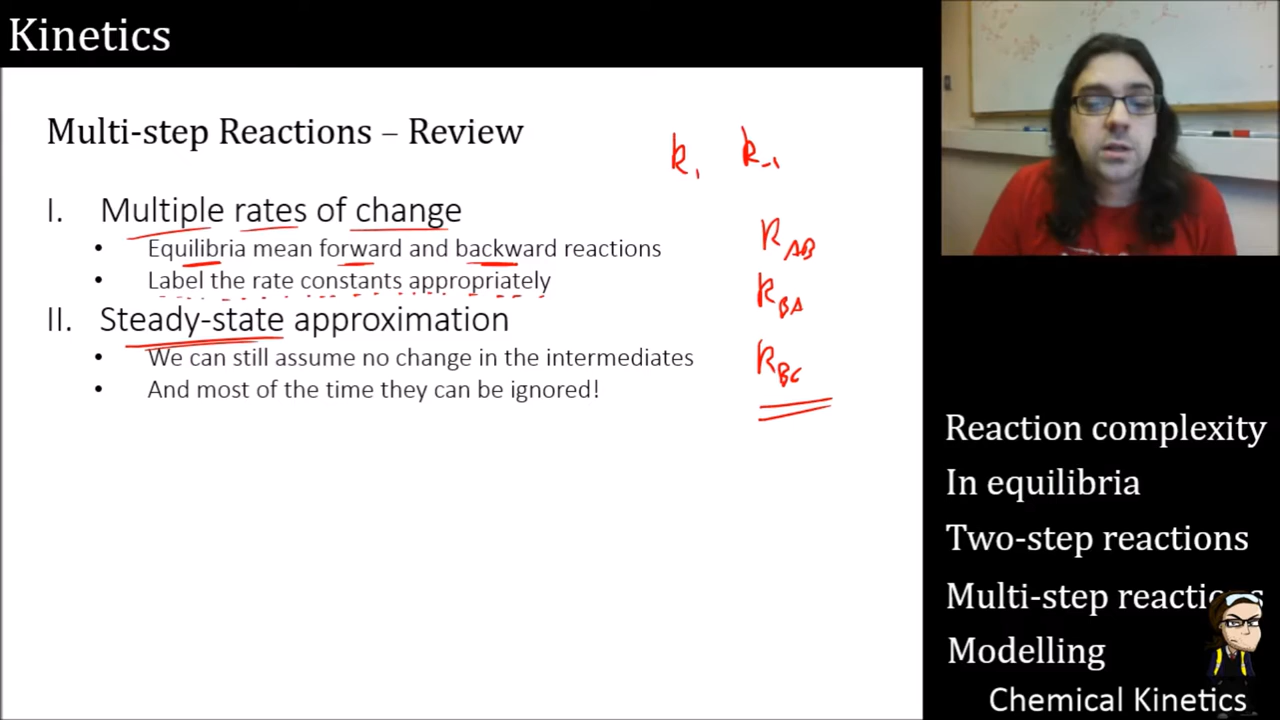 Kinetics
Multi-step Reactions – Review
k₁ k₋₁
I. Multiple rates of change
• Equilibria mean forward and backward reactions
• Label the rate constants appropriately
II. Steady-state approximation
• We can still assume no change in the intermediates
• And most of the time they can be ignored!
k_AB
k_BA
k_BC
Reaction complexity
In equilibria
Two-step reactions
Multi-step reactions
Modelling
Chemical Kinetics